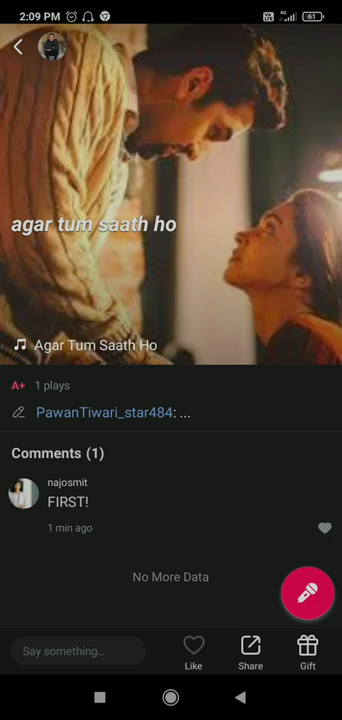 2:09 PM
4G
61
agar tum saath ho
Agar Tum Saath Ho
A+ 1 plays
PawanTiwari_star484: ...
Comments (1)
najosmit
FIRST!
1 min ago
No More Data
Say something...
Like
Share
Gift